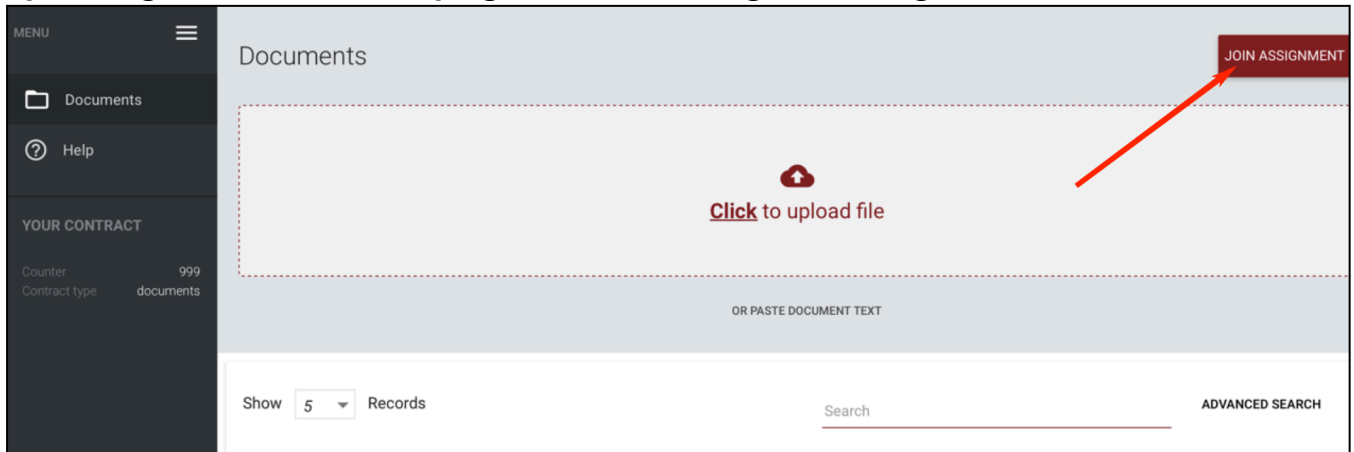 MENU
Documents
JOIN ASSIGNMENT
Documents
Help
Click to upload file
YOUR CONTRACT
Counter 999
Contract type documents
OR PASTE DOCUMENT TEXT
Show 5 Records
Search
ADVANCED SEARCH